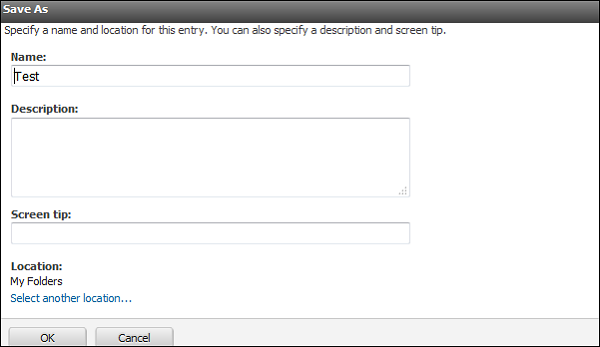 Save As
Specify a name and location for this entry. You can also specify a description and screen tip.
Name:
Test
Description:
Screen tip:
Location:
My Folders
Select another location...
OK Cancel